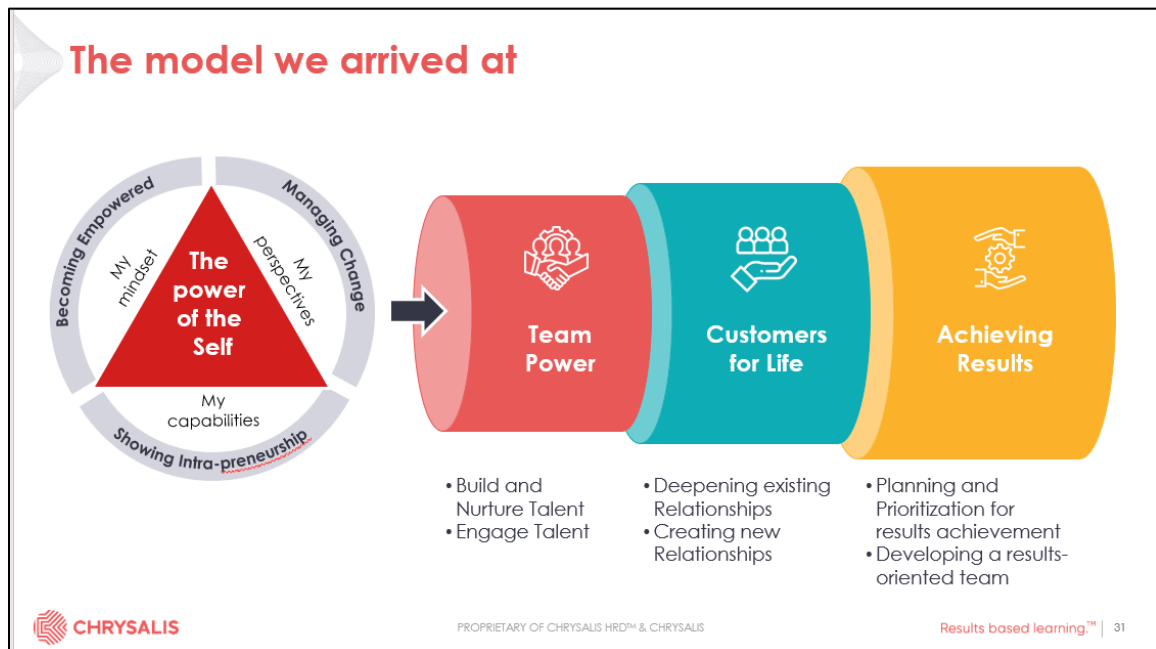 The model we arrived at
Becoming Empowered
Managing Change
Showing Intra-preneurship
My
mindset
My
perspectives
My
capabilities
The
power
of the
Self
Team
Power
Customers
for Life
Achieving
Results
• Build and
Nurture Talent
• Engage Talent
• Deepening existing
Relationships
• Creating new
Relationships
• Planning and
Prioritization for
results achievement
• Developing a results-
oriented team
CHRYSALIS
PROPRIETARY OF CHRYSALIS HRD™ & CHRYSALIS
Results based learning.™ | 31